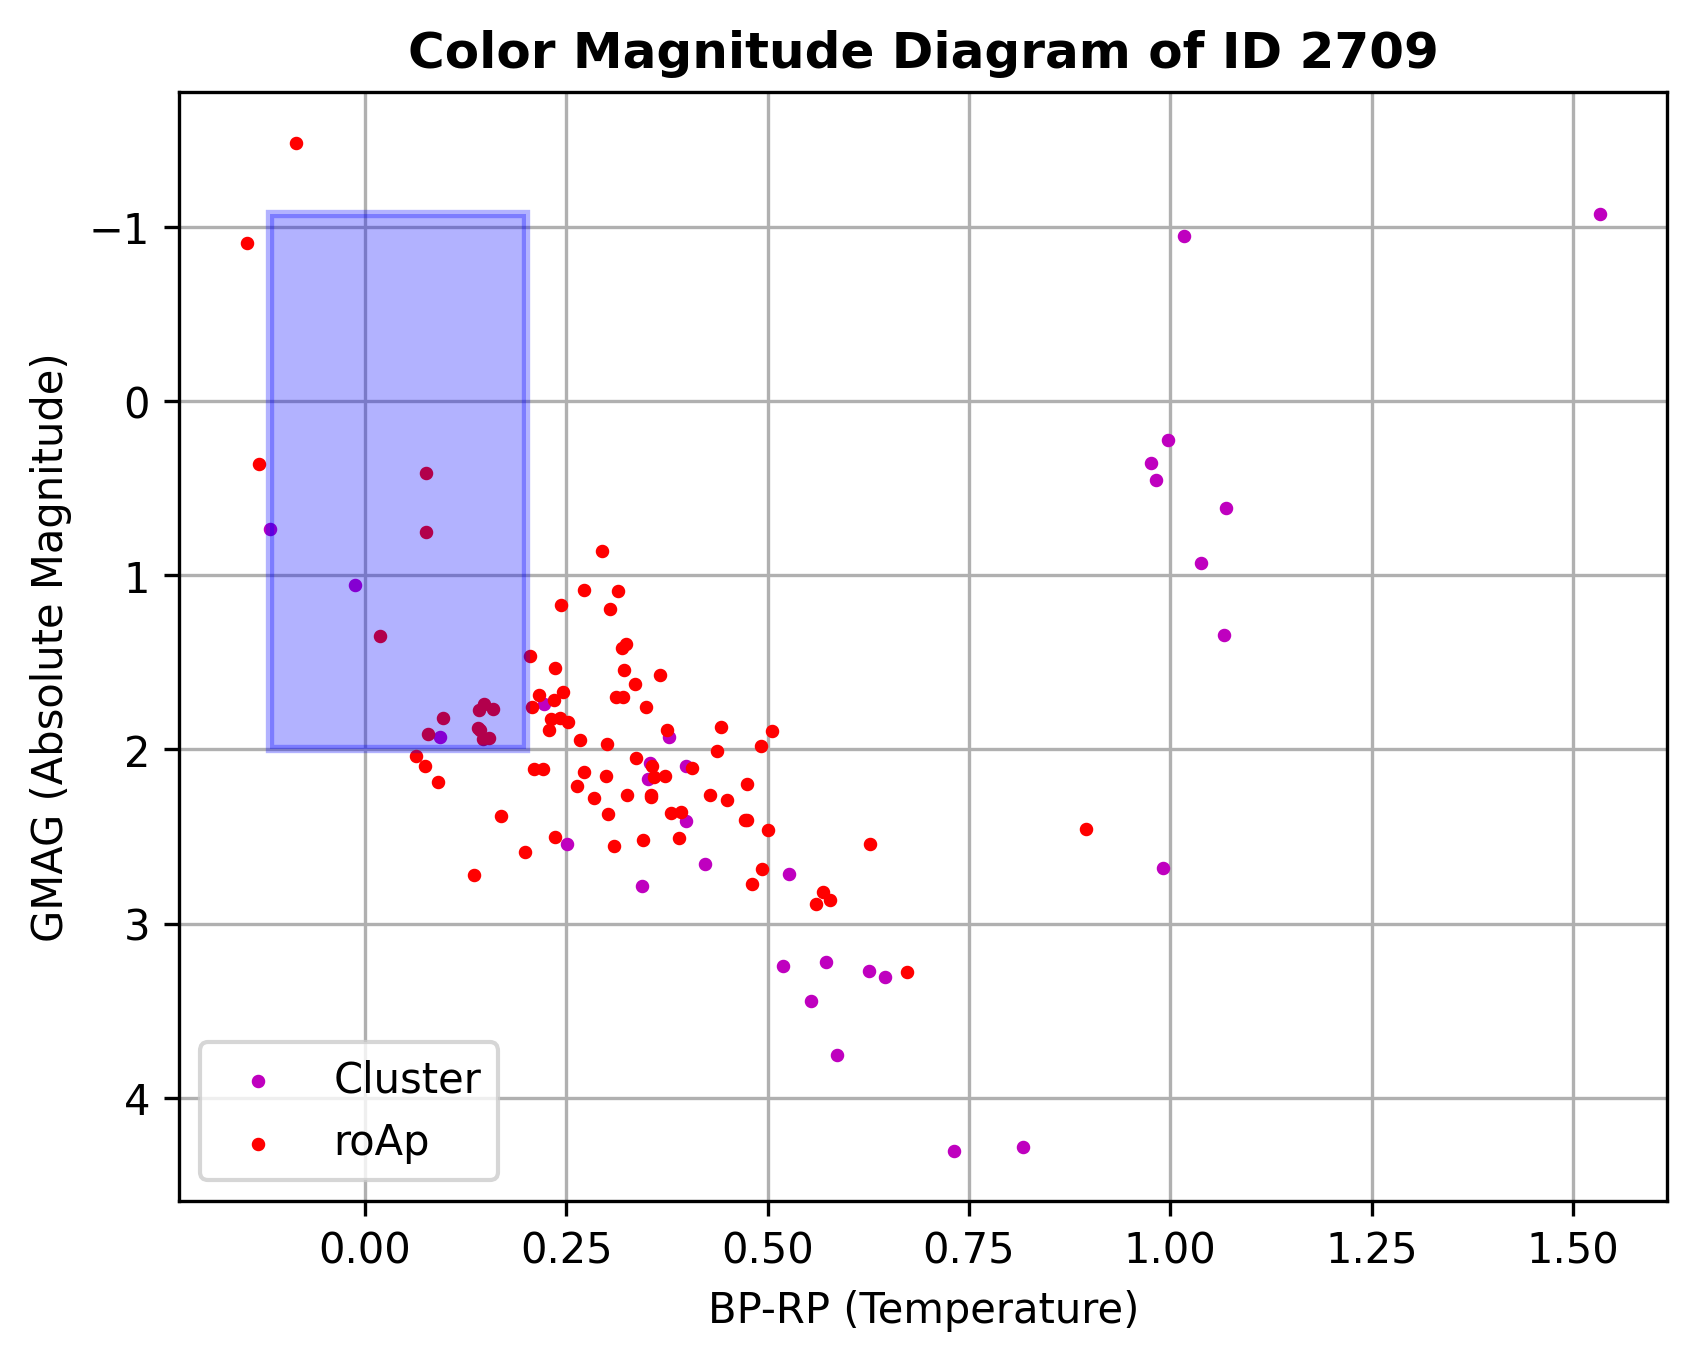 Color Magnitude Diagram of ID 2709
GMAG (Absolute Magnitude)
−1
0
1
2
3
4
Cluster
roAp
0.00 0.25 0.50 0.75 1.00 1.25 1.50
BP-RP (Temperature)